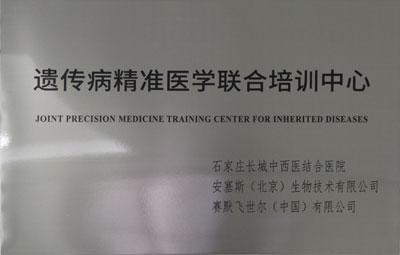 遗传病精准医学联合培训中心
JOINT PRECISION MEDICINE TRAINING CENTER FOR INHERITED DISEASES
石家庄长城中西医结合医院
安塞斯（北京）生物技术有限公司
赛默飞世尔（中国）有限公司